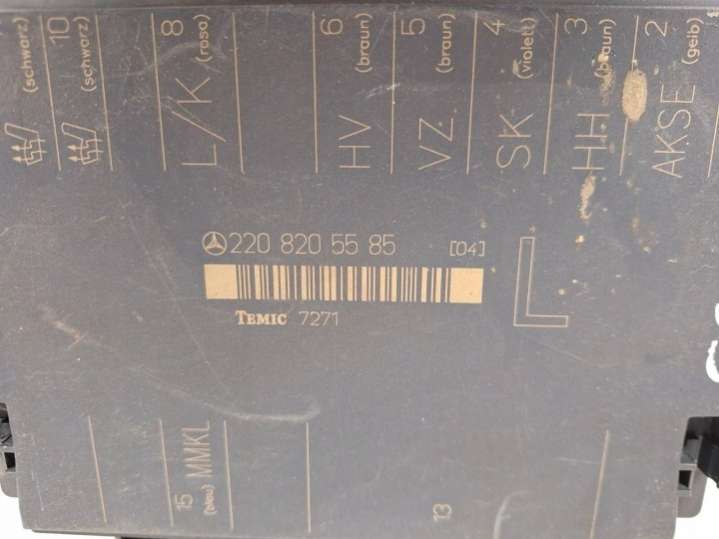 (schwarz)
10
(schwarz)
8
(rosa)
L/K
6
(braun)
HV
5
(braun)
VZ
4
(violett)
SK
3
(braun)
HH
2
(gelb)
AKSE
220 820 55 85 [04]
TEMIC 7271
L
15
(blau)
MMKL
13